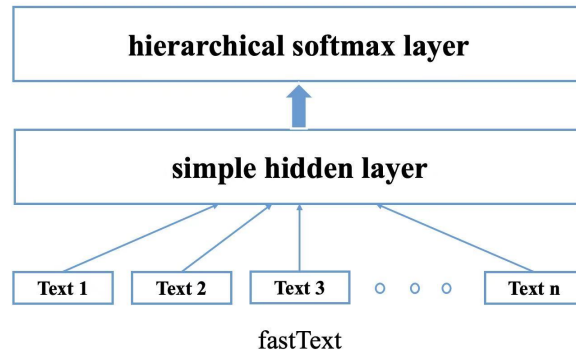 hierarchical softmax layer
simple hidden layer
Text 1 Text 2 Text 3 Text n
fastText